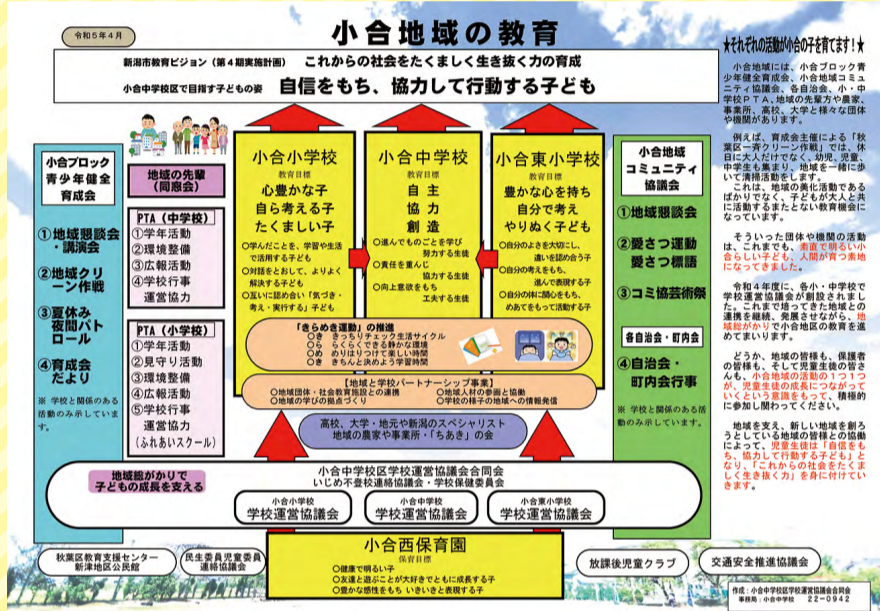 令和5年4月
小合地域の教育
新潟市教育ビジョン（第4期実施計画）　これからの社会をたくましく生き抜く力の育成
小合中学校区で目指す子どもの姿　自信をもち、協力して行動する子ども
小合ブロック
青少年健全
育成会
①地域懇談会
・講演会
②地域クリ
ーン作戦
③夏休み
夜間パト
ロール
④育成会
だより
※ 学校と関係のある
活動のみ示していま
す。
地域の先輩
（同窓会）
PTA（中学校）
①学年活動
②環境整備
③広報活動
④学校行事
運営協力
PTA（小学校）
①学年活動
②見守り活動
③環境整備
④広報活動
⑤学校行事
運営協力
（ふれあいスクール）
小合小学校
教育目標
心豊かな子
自ら考える子
たくましい子
○学んだことを、学習や生活
で活用する子ども
○対話をとおして、よりよく
解決する子ども
○互いに認め合い「気づき・
考え・実行する」子ども
小合中学校
教育目標
自主
協力
創造
○進んでものごとを学び
○責任を重んじ
協力する生徒
○向上意欲をもち
工夫する生徒
小合東小学校
教育目標
豊かな心を持ち
自分で考え
やりぬく子ども
○自分のよさを大切にし、
違いを認め合う子
○自分の考えをもち、
進んで表現する子
○自分の体に関心をもち、
めあてをもって活動する子
「きらめき運動」の推進
○き　きっちりチェック生活サイクル
○ら　らくらくできる静かな環境
○め　めりはりつけて楽しい時間
○き　きちんと決めよう学習時間
【地域と学校パートナーシップ事業】
○地域団体・社会教育施設との連携　○地域人材の参画と協働
○地域の学びの拠点づくり　○学校の様子の地域への情報発信
高校、大学・地元や新潟のスペシャリスト
地域の農家や事業所・「ちあき」の会
地域総がかりで
子どもの成長を支える
小合中学校区学校運営協議会合同会
いじめ不登校連絡協議会・学校保健委員会
小合小学校
学校運営協議会
小合中学校
学校運営協議会
小合東小学校
学校運営協議会
小合西保育園
保育目標
○健康で明るい子
○友達と遊ぶことが大好きでともに成長する子
○豊かな感性をもち いきいきと表現する子
秋葉区教育支援センター
新津地区公民館
民生委員児童委員
連絡協議会
放課後児童クラブ
交通安全推進協議会
小合地域
コミュニティ
協議会
①地域懇談会
②愛さつ運動
愛さつ標語
③コミ協芸術祭
各自治会・町内会
④自治会・
町内会行事
※ 学校と関係のある活
動のみ示しています。
★それぞれの活動が小合の子を育てます！★
小合地域には、小合ブロック青
少年健全育成会、小合地域コミュ
ニティ協議会、各自治会、小・中
学校PTA、地域の先輩方や農家、
事業所、高校、大学と様々な団体
や機関があります。
例えば、育成会主催による「秋
葉区一斉クリーン作戦」では、休
日に大人だけでなく、幼児、児童、
中学生も集まり、地域を一緒に歩
いて清掃活動をします。
これは、地域の美化活動である
ばかりでなく、子どもが大人と共
に活動するまたとない教育機会に
なっています。
そういった団体や機関の活動
は、これまでも、素直で明るい小
合らしい子ども、人間が育つ素地
になってきました。
令和4年度に、各小・中学校で
学校運営協議会が創設されまし
た。これまで培ってきた地域との
連携を継続、発展させながら、地
域総がかりで小合地区の教育を進
めてまいります。
どうか、地域の皆様も、保護者
の皆様も、そして児童生徒の皆さ
んも、小合地域の活動の1つ1つ
が、児童生徒の成長につながって
いくという意識をもって、積極的
に参加し関わってください。
地域を支え、新しい地域を創ろ
うとしている地域の皆様との協働
によって、児童生徒は「自信をも
ち、協力して行動する子ども」と
なり、「これからの社会をたくま
しく生き抜く力」を身に付けてい
きます。
作成：小合中学校区学校運営協議会合同会
事務局：小合中学校　22-0942